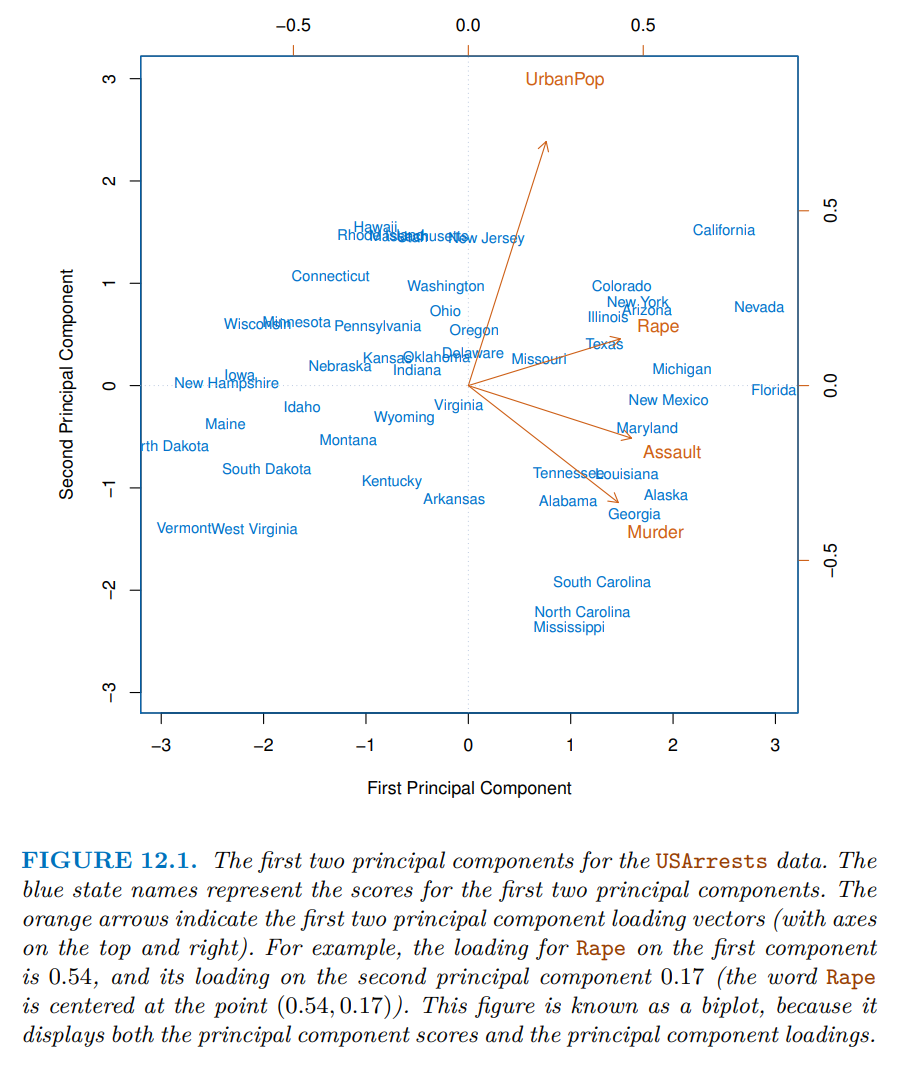 −0.5 0.0 0.5
UrbanPop
3
2
1
0
−1
−2
−3
Second Principal Component
0.5
0.0
−0.5
Hawaii
Rhode Island Massachusetts Utah New Jersey
California
Connecticut
Washington
Colorado
New York
Nevada
Ohio
Arizona
Illinois
Wisconsin Minnesota
Pennsylvania
Rape
Oregon
Texas
Delaware
Kansas Oklahoma
Missouri
Nebraska
Indiana
Michigan
Iowa
New Hampshire
Florida
New Mexico
Idaho
Virginia
Wyoming
Maine
Maryland
Montana
Assault
rth Dakota
South Dakota
Tennessee Louisiana
Kentucky
Alaska
Arkansas
Alabama
Georgia
Vermont West Virginia
Murder
South Carolina
North Carolina
Mississippi
−3 −2 −1 0 1 2 3
First Principal Component
FIGURE 12.1. The first two principal components for the USArrests data. The
blue state names represent the scores for the first two principal components. The
orange arrows indicate the first two principal component loading vectors (with axes
on the top and right). For example, the loading for Rape on the first component
is 0.54, and its loading on the second principal component 0.17 (the word Rape
is centered at the point (0.54, 0.17)). This figure is known as a biplot, because it
displays both the principal component scores and the principal component loadings.